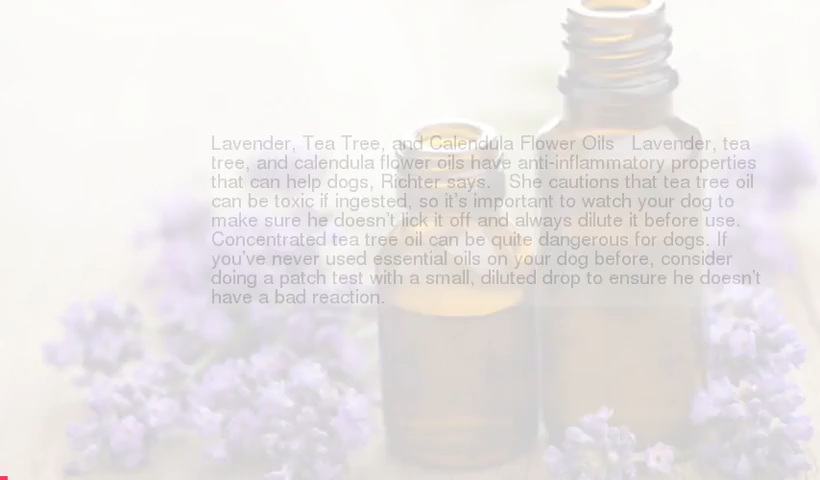 Lavender, Tea Tree, and Calendula Flower Oils   Lavender, tea
tree, and calendula flower oils have anti-inflammatory properties
that can help dogs, Richter says.   She cautions that tea tree oil
can be toxic if ingested, so it’s important to watch your dog to
make sure he doesn’t lick it off and always dilute it before use.
Concentrated tea tree oil can be quite dangerous for dogs. If
you’ve never used essential oils on your dog before, consider
doing a patch test with a small, diluted drop to ensure he doesn’t
have a bad reaction.